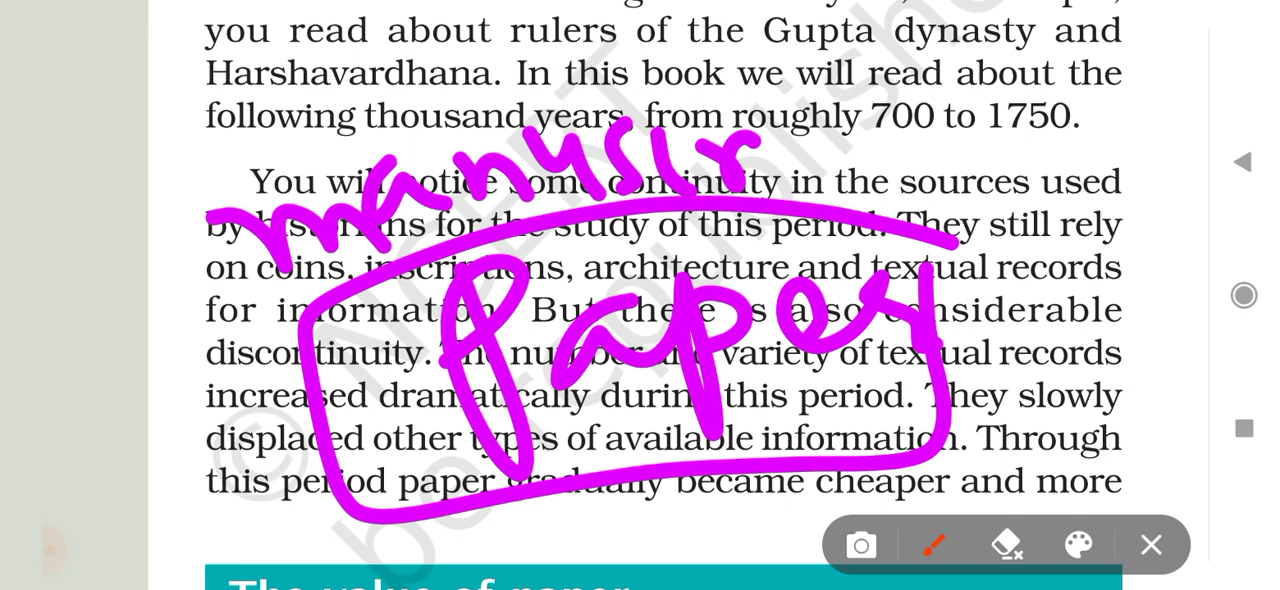 you read about rulers of the Gupta dynasty and
Harshavardhana. In this book we will read about the
following thousand years, from roughly 700 to 1750.
manuscr
You will notice some continuity in the sources used
by historians for the study of this period. They still rely
on coins, inscriptions, architecture and textual records
for information. But there is also considerable
discontinuity. The number and variety of textual records
increased dramatically during this period. They slowly
displaced other types of available information. Through
this period paper gradually became cheaper and more
Paper
The value of paper
© NCERT
be republished